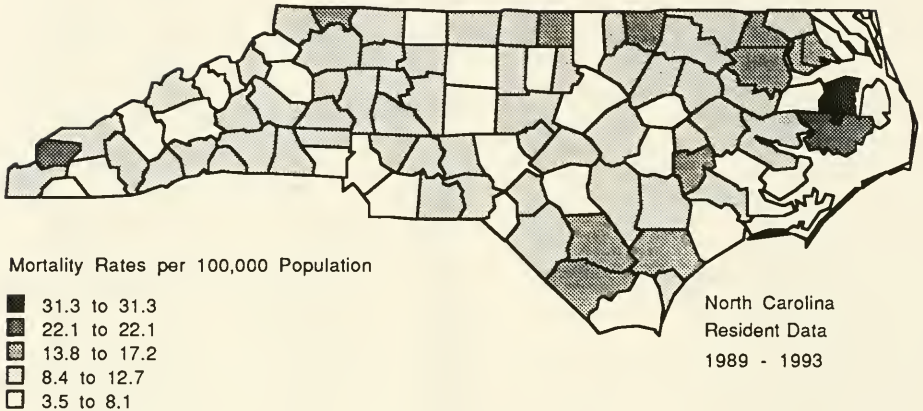 Mortality Rates per 100,000 Population
31.3 to 31.3
22.1 to 22.1
13.8 to 17.2
8.4 to 12.7
3.5 to 8.1
North Carolina
Resident Data
1989 - 1993